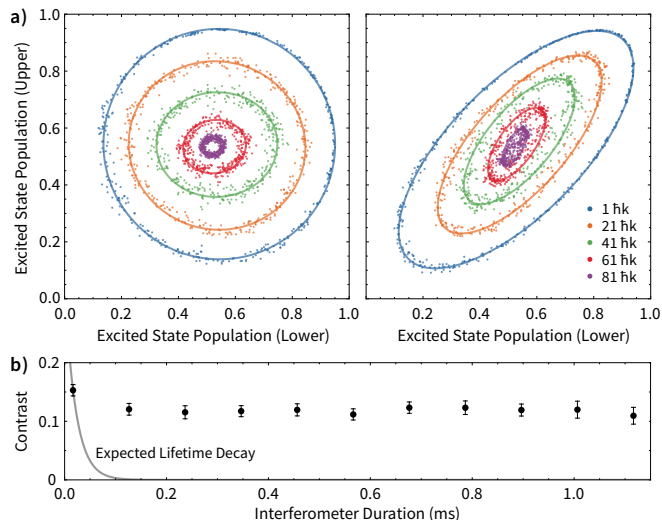 a)
Excited State Population (Upper)
1.0
0.8
0.6
0.4
0.2
0.0
0.0 0.2 0.4 0.6 0.8 1.0
Excited State Population (Lower)
1 ħk
21 ħk
41 ħk
61 ħk
81 ħk
0.0 0.2 0.4 0.6 0.8 1.0
Excited State Population (Lower)
b)
Contrast
0.2
0.1
0
Expected Lifetime Decay
0.0 0.2 0.4 0.6 0.8 1.0
Interferometer Duration (ms)